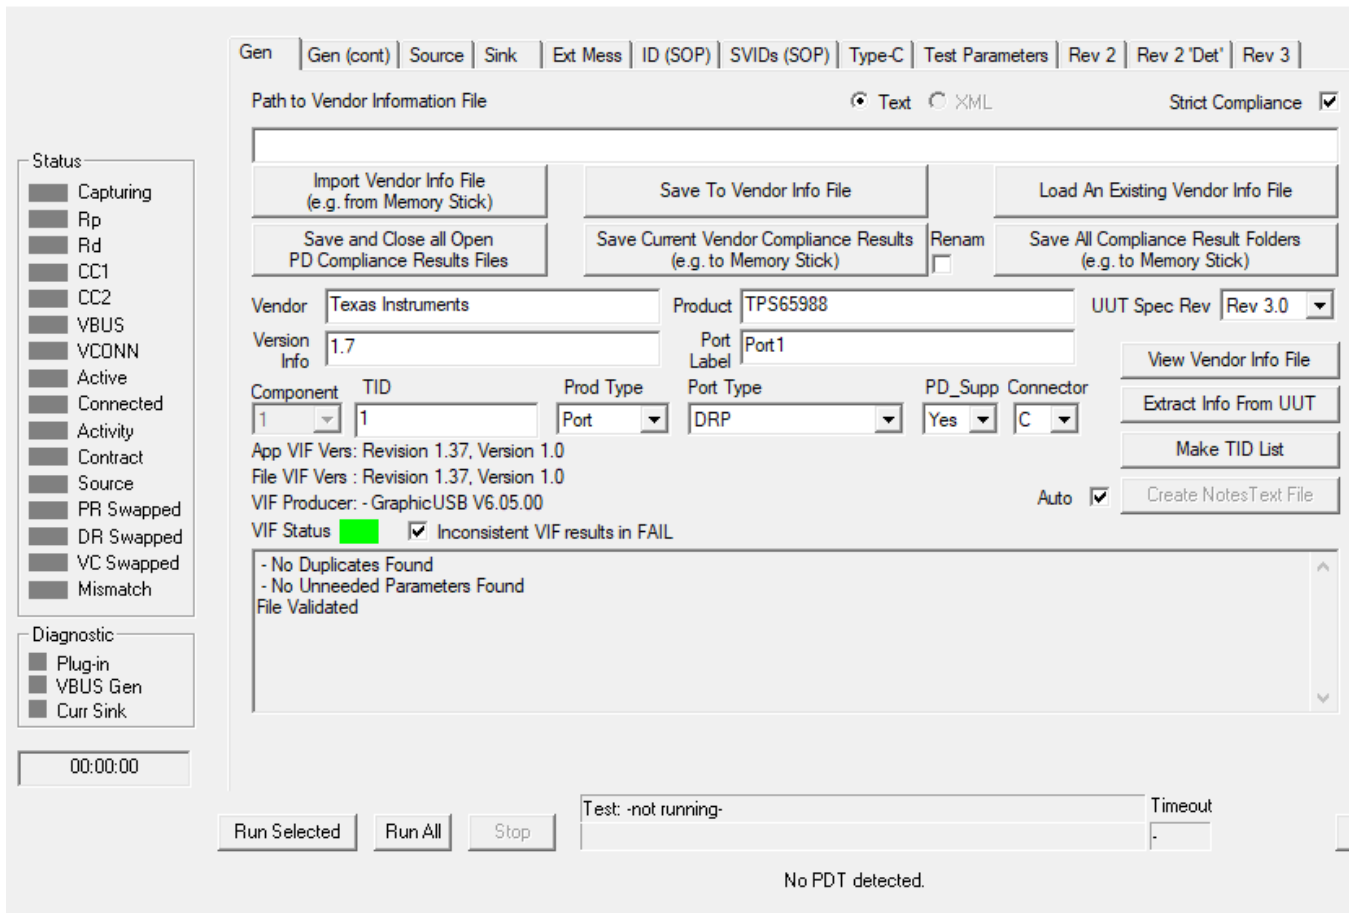 Gen Gen (cont) Source Sink Ext Mess ID (SOP) SVIDs (SOP) Type-C Test Parameters Rev 2 Rev 2 'Det' Rev 3
Path to Vendor Information File Text XML Strict Compliance
Import Vendor Info File
(e.g. from Memory Stick)
Save To Vendor Info File
Load An Existing Vendor Info File
Save and Close all Open
PD Compliance Results Files
Save Current Vendor Compliance Results
(e.g. to Memory Stick)
Renam
Save All Compliance Result Folders
(e.g. to Memory Stick)
Vendor Texas Instruments Product TPS65988 UUT Spec Rev Rev 3.0
Version
Info
1.7
Port
Label
Port1
View Vendor Info File
Component TID Prod Type Port Type PD_Supp Connector
1 1 Port DRP Yes C
Extract Info From UUT
App VIF Vers: Revision 1.37, Version 1.0
Make TID List
File VIF Vers : Revision 1.37, Version 1.0
VIF Producer: - GraphicUSB V6.05.00
Auto Create NotesText File
VIF Status Inconsistent VIF results in FAIL
- No Duplicates Found
- No Unneeded Parameters Found
File Validated
Status
Capturing
Rp
Rd
CC1
CC2
VBUS
VCONN
Active
Connected
Activity
Contract
Source
PR Swapped
DR Swapped
VC Swapped
Mismatch
Diagnostic
Plug-in
VBUS Gen
Curr Sink
00:00:00
Run Selected Run All Stop
Test: -not running-
Timeout
-
No PDT detected.